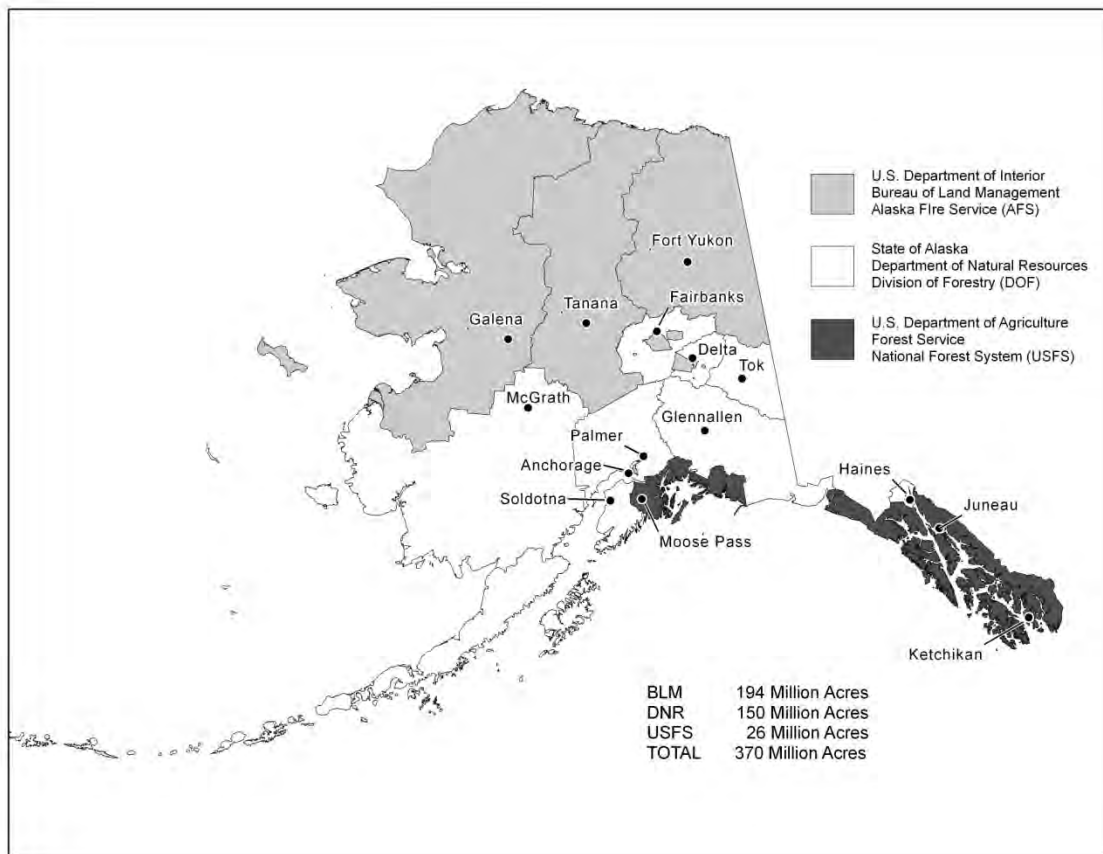 U.S. Department of Interior
Bureau of Land Management
Alaska FIre Service (AFS)
State of Alaska
Department of Natural Resources
Division of Forestry (DOF)
U.S. Department of Agriculture
Forest Service
National Forest System (USFS)
Fort Yukon
Fairbanks
Tanana
Galena
Delta
Tok
McGrath
Glennallen
Palmer
Anchorage
Soldotna
Moose Pass
Haines
Juneau
Ketchikan
BLM 194 Million Acres
DNR 150 Million Acres
USFS 26 Million Acres
TOTAL 370 Million Acres